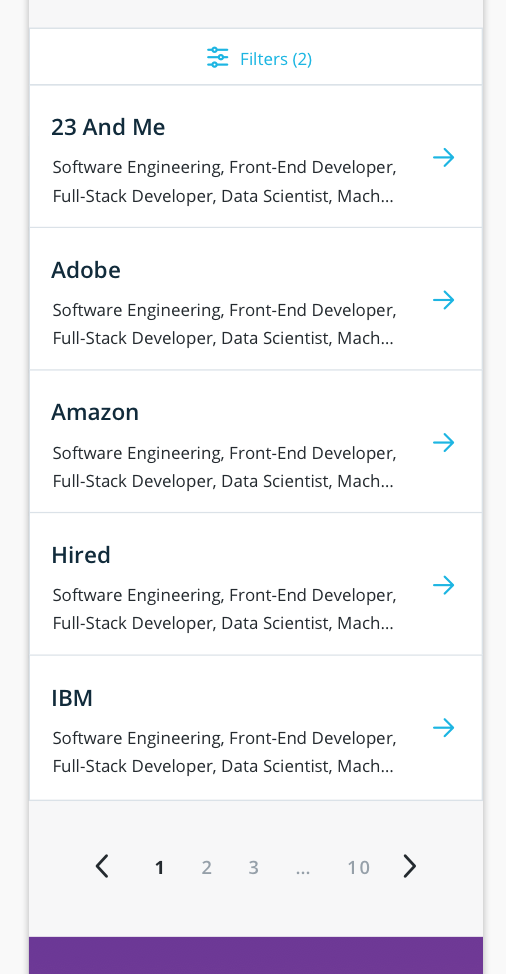 Filters (2)
23 And Me
Software Engineering, Front-End Developer,
Full-Stack Developer, Data Scientist, Mach...
Adobe
Software Engineering, Front-End Developer,
Full-Stack Developer, Data Scientist, Mach...
Amazon
Software Engineering, Front-End Developer,
Full-Stack Developer, Data Scientist, Mach...
Hired
Software Engineering, Front-End Developer,
Full-Stack Developer, Data Scientist, Mach...
IBM
Software Engineering, Front-End Developer,
Full-Stack Developer, Data Scientist, Mach...
1 2 3 ... 10